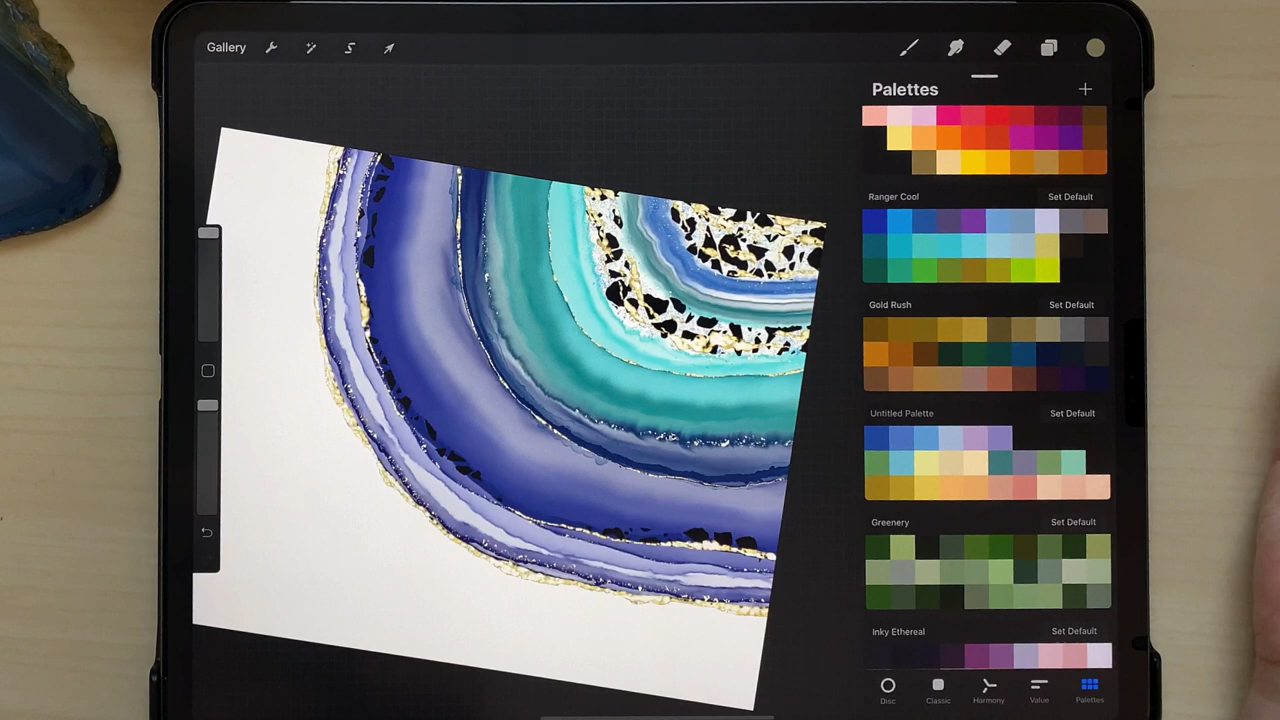 Gallery
Palettes
Ranger Cool Set Default
Gold Rush Set Default
Untitled Palette Set Default
Greenery Set Default
Inky Ethereal Set Default
Disc Classic Harmony Value Palettes